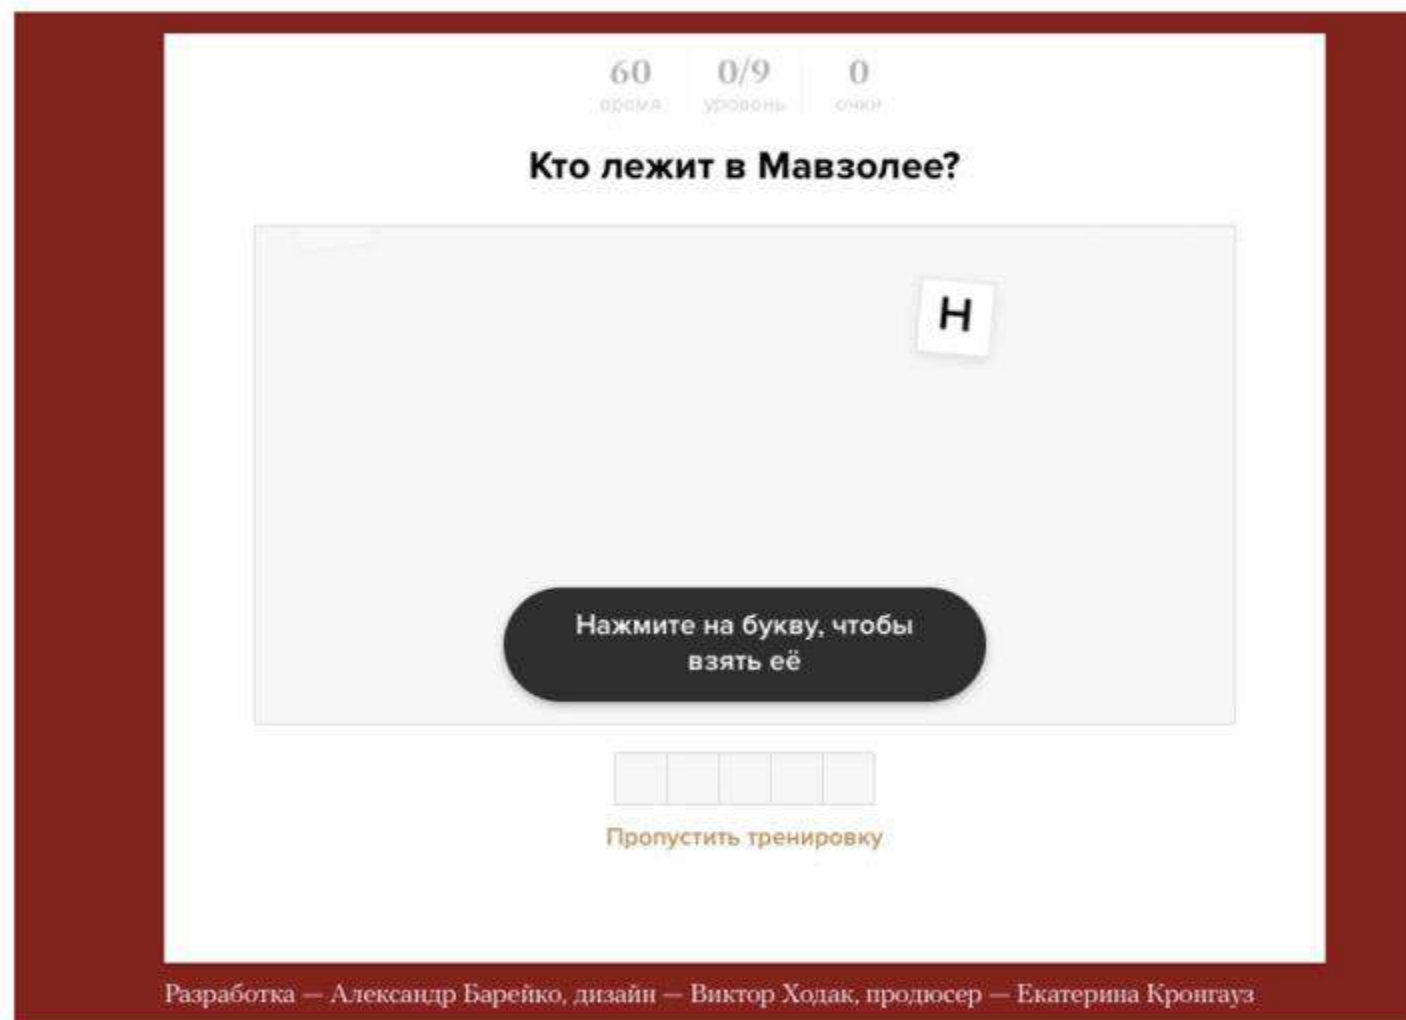 60 0/9 0
время уровень очки
Кто лежит в Мавзолее?
Н
Нажмите на букву, чтобы
взять её
Пропустить тренировку
Разработка — Александр Барейко, дизайн — Виктор Ходак, продюсер — Екатерина Кронгауз